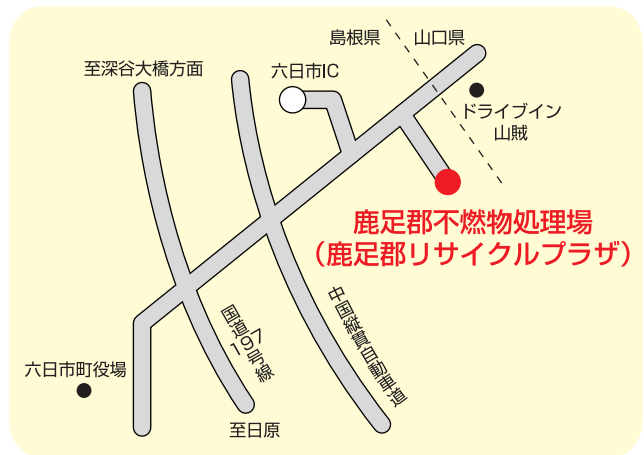 島根県
山口県
至深谷大橋方面
六日市IC
ドライブイン
山賊
鹿足郡不燃物処理場
（鹿足郡リサイクルプラザ）
国道197号線
中国縦貫自動車道
六日市町役場
至日原